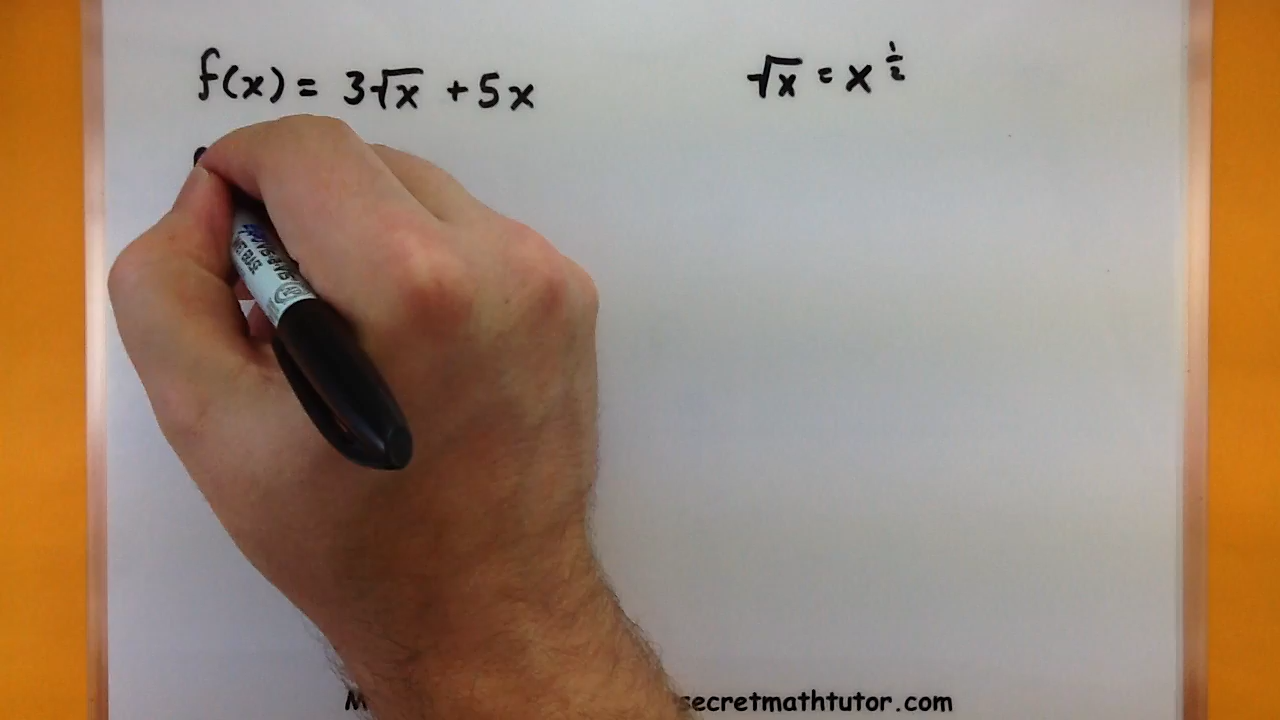 f(x) = 3√x + 5x
√x = x^(1/2)
secretmathtutor.com